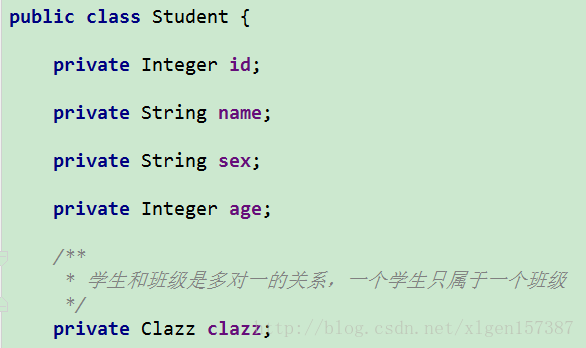 public class Student {
private Integer id;
private String name;
private String sex;
private Integer age;
/**
* 学生和班级是多对一的关系，一个学生只属于一个班级
*/
private Clazz clazz;
http://blog.csdn.net/xlgen157387